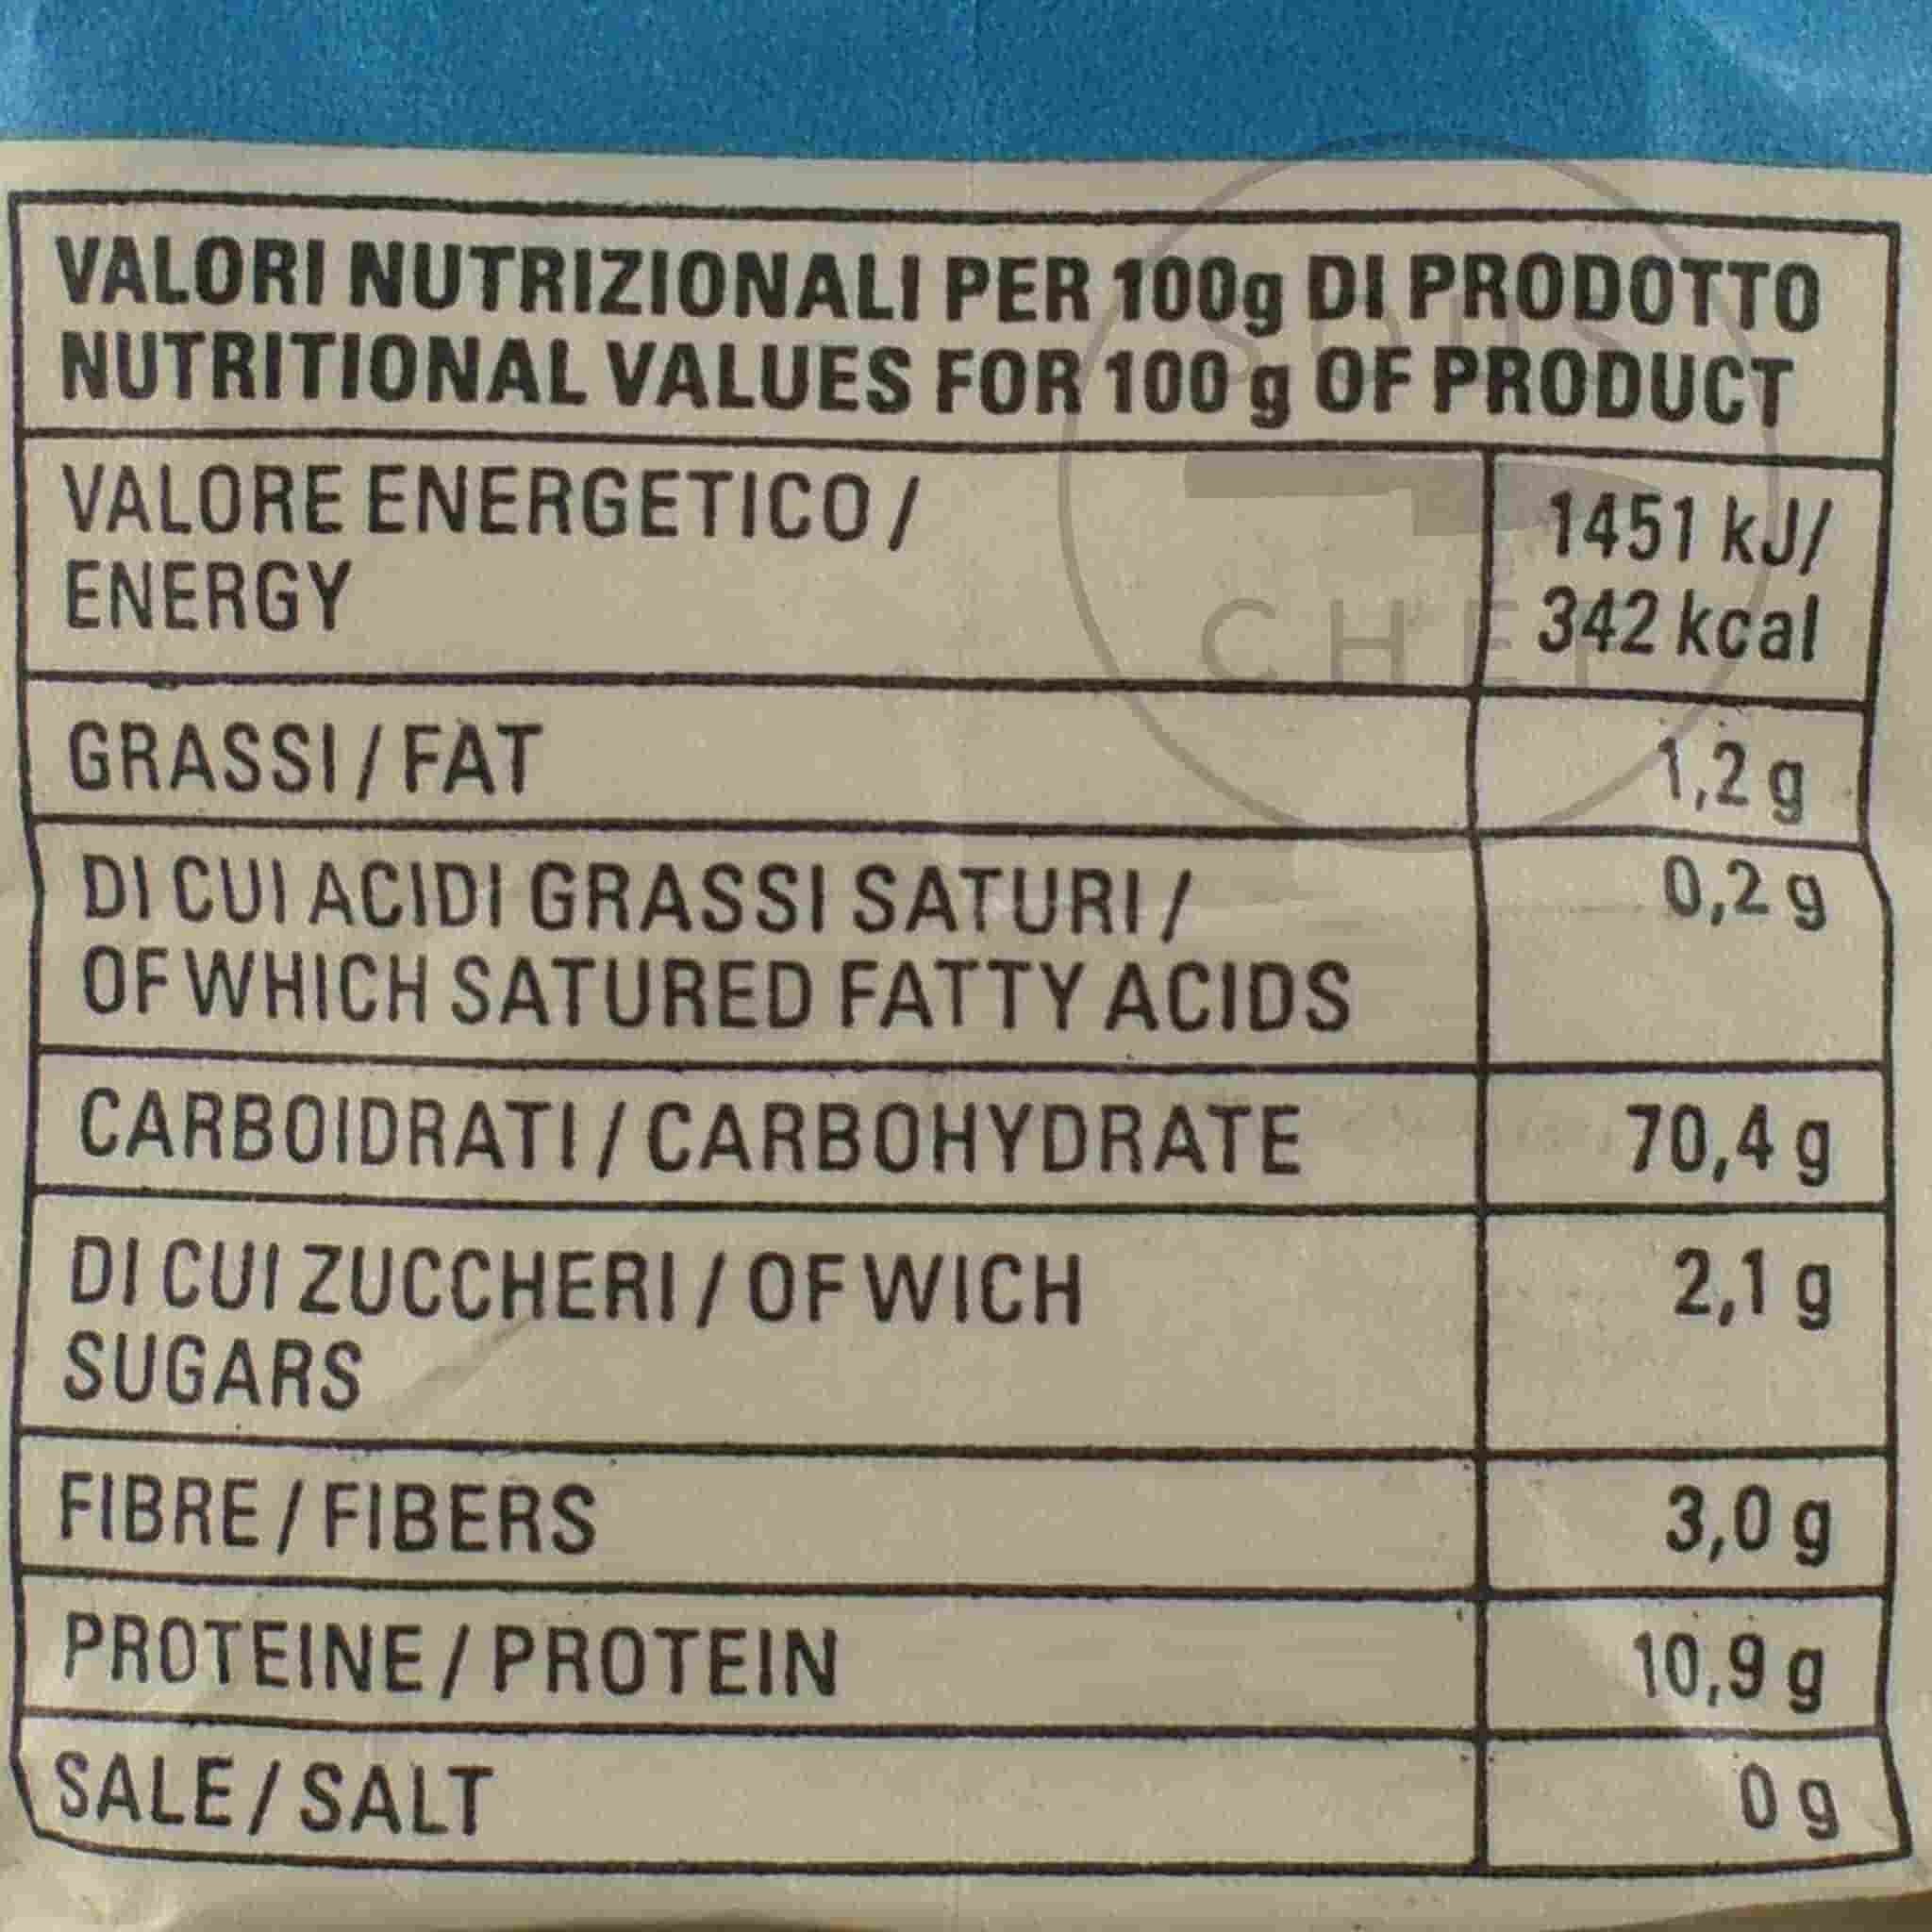 VALORI NUTRIZIONALI PER 100g DI PRODOTTO
NUTRITIONAL VALUES FOR 100 g OF PRODUCT
VALORE ENERGETICO /
ENERGY
1451 kJ/
342 kcal
GRASSI / FAT
1,2 g
DI CUI ACIDI GRASSI SATURI /
OF WHICH SATURED FATTY ACIDS
0,2 g
CARBOIDRATI / CARBOHYDRATE
70,4 g
DI CUI ZUCCHERI / OF WICH
SUGARS
2,1 g
FIBRE / FIBERS
3,0 g
PROTEINE / PROTEIN
10,9 g
SALE / SALT
0 g
CHEF